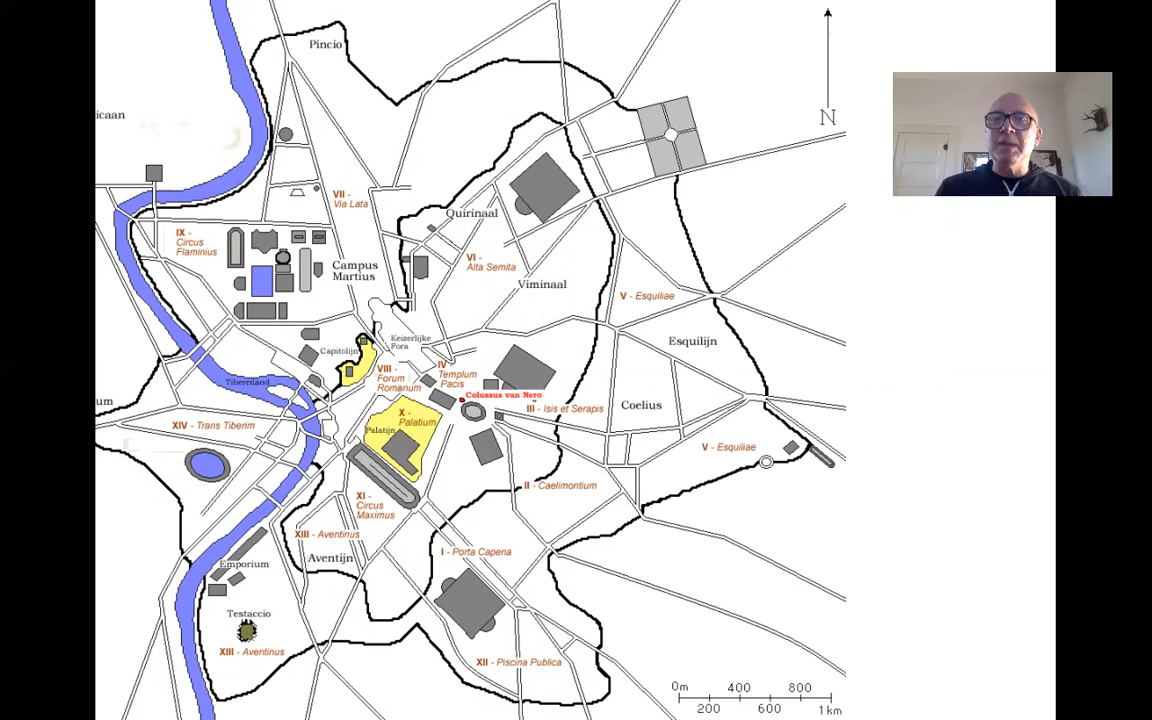 Pincio
icaan
N
VII -
Via Lata
IX -
Circus
Flaminius
Quirinaal
Campus
Martius
VI -
Alta Semita
Viminaal
V - Esquiliae
Keizerlijke
Fora
Esquilijn
Capitolijn
VIII -
Forum
Romanum
IV
Templum
Pacis
Tibereiland
um
Colussus van Nero
X -
Palatium
III - Isis et Serapis
Coelius
XIV - Trans Tiberim
Palatijn
V - Esquiliae
II - Caelimontium
XI -
Circus
Maximus
XIII - Aventinus
Aventijn
I - Porta Capena
Emporium
Testaccio
XIII - Aventinus
XII - Piscina Publica
0m 400 800
200 600 1km